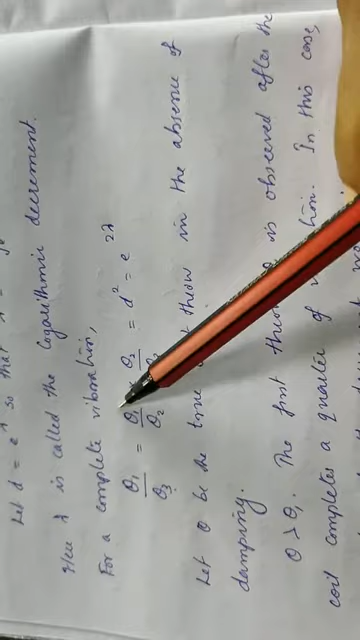 Let d = e^λ so that λ =
Here λ is called the Logarithmic decrement.
For a complete vibration,
θ₁/θ₃ = θ₁/θ₂ θ₂ = d² = e^2λ
Let θ be the true throw in the absence of
damping.
θ > θ₁. The first throw is observed after the
coil completes a quarter of In this case,